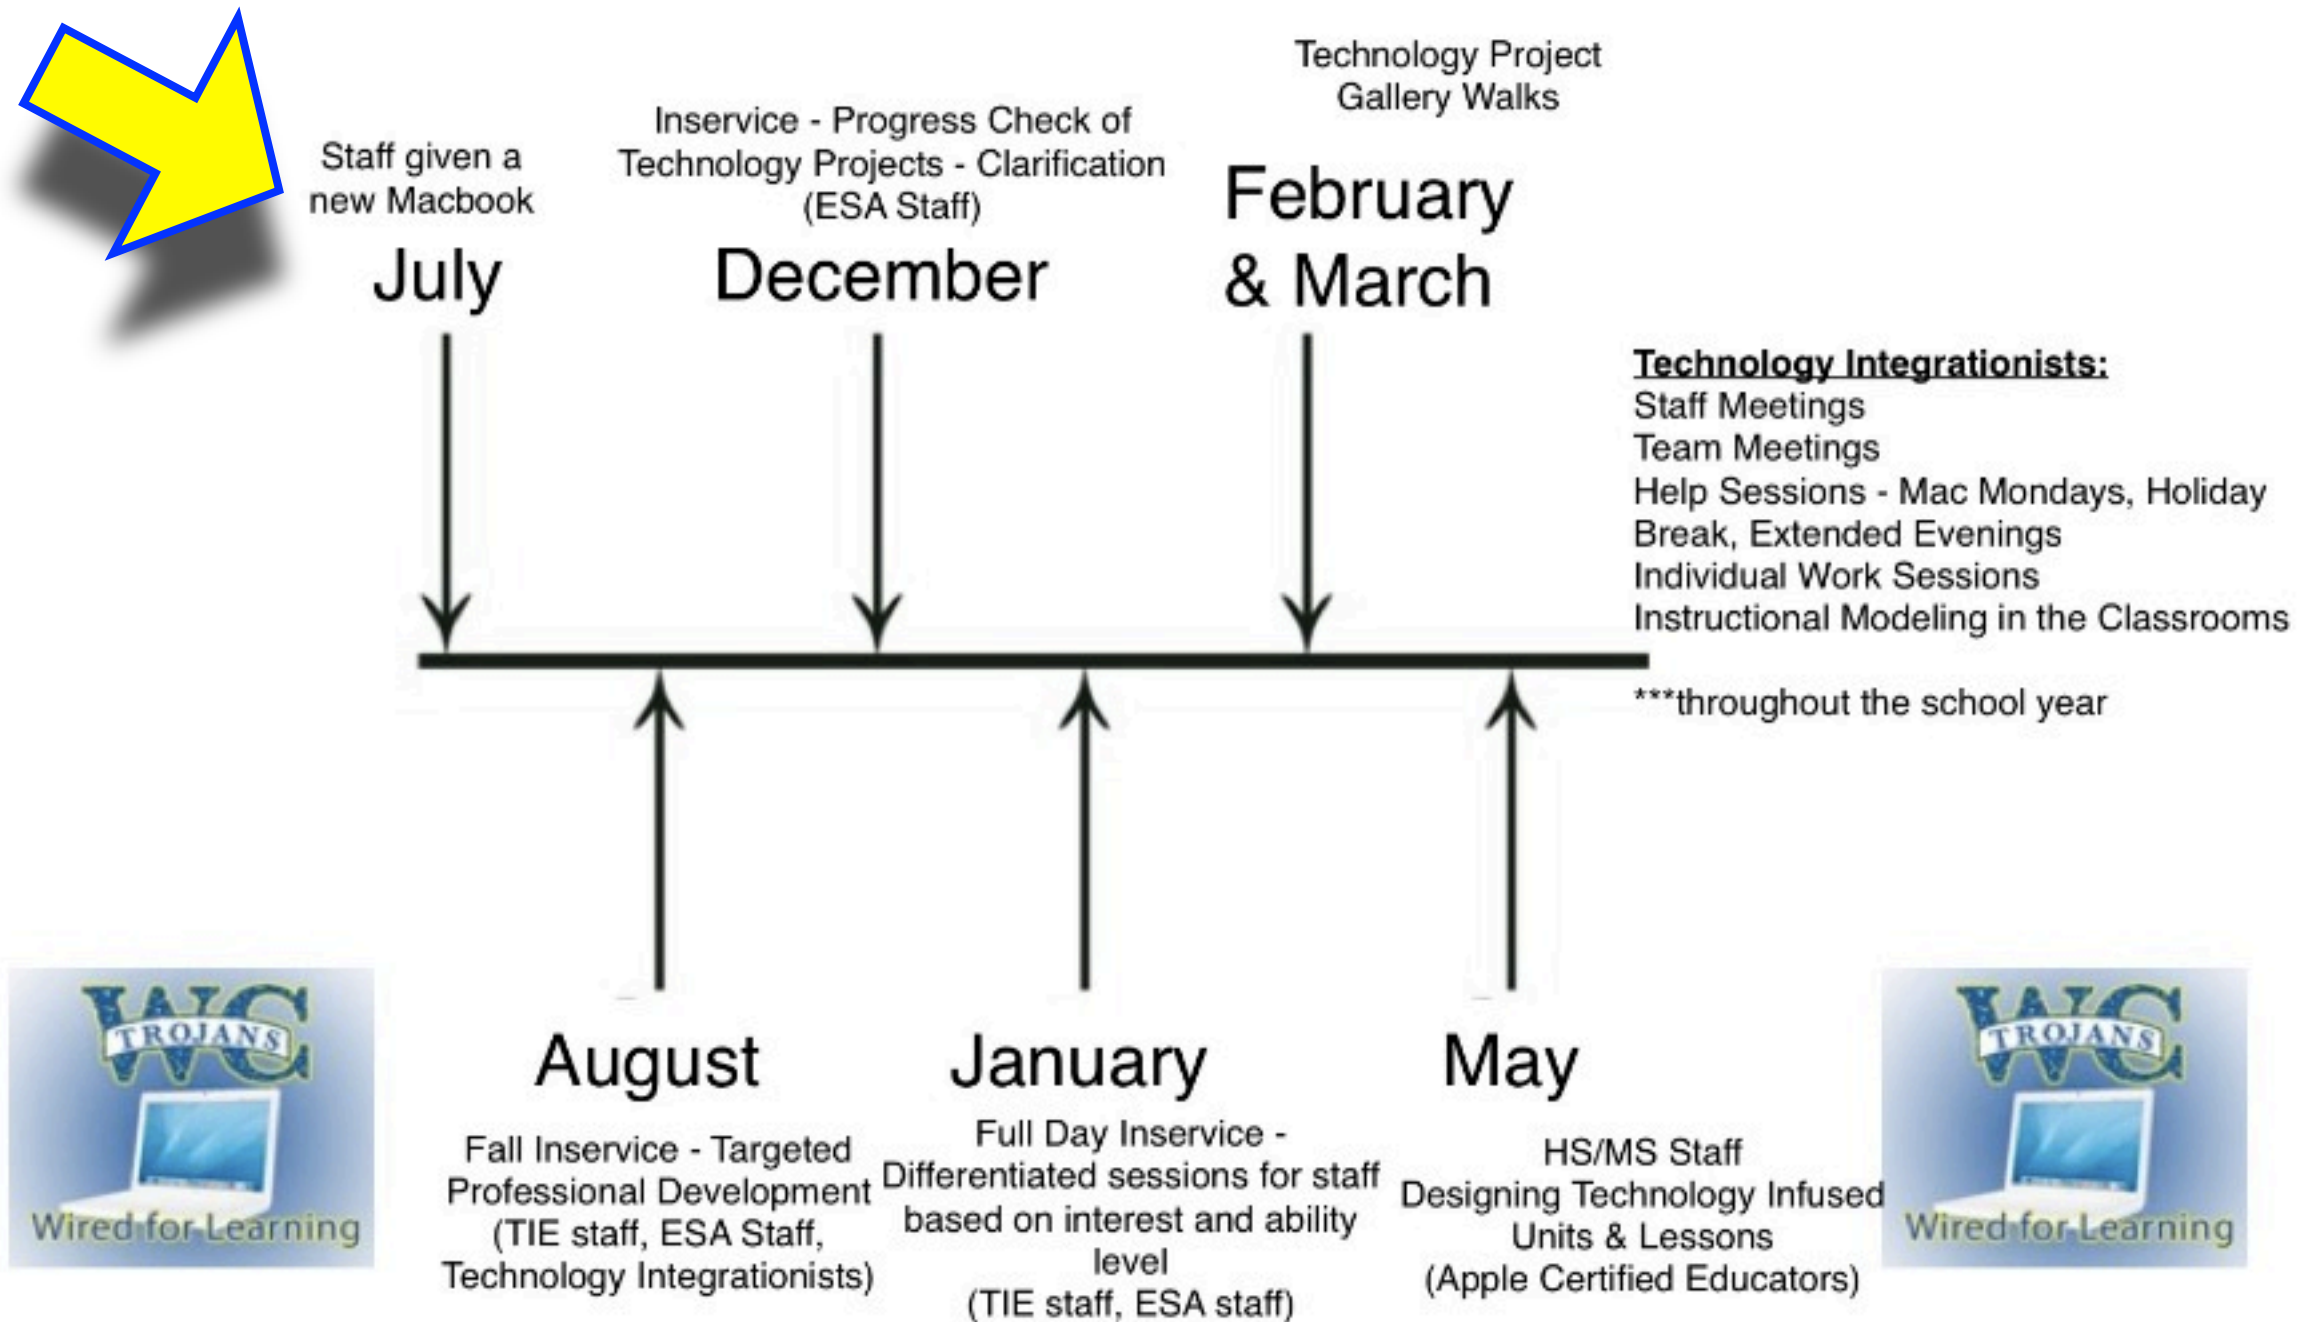 Technology Project
Gallery Walks
Inservice - Progress Check of
Technology Projects - Clarification
(ESA Staff)
Staff given a
new Macbook
July
December
February
& March
Technology Integrationists:
Staff Meetings
Team Meetings
Help Sessions - Mac Mondays, Holiday
Break, Extended Evenings
Individual Work Sessions
Instructional Modeling in the Classrooms
***throughout the school year
WC
TROJANS
Wired for Learning
August
Fall Inservice - Targeted
Professional Development
(TIE staff, ESA Staff,
Technology Integrationists)
January
Full Day Inservice -
Differentiated sessions for staff
based on interest and ability
level
(TIE staff, ESA staff)
May
HS/MS Staff
Designing Technology Infused
Units & Lessons
(Apple Certified Educators)
WC
TROJANS
Wired for Learning